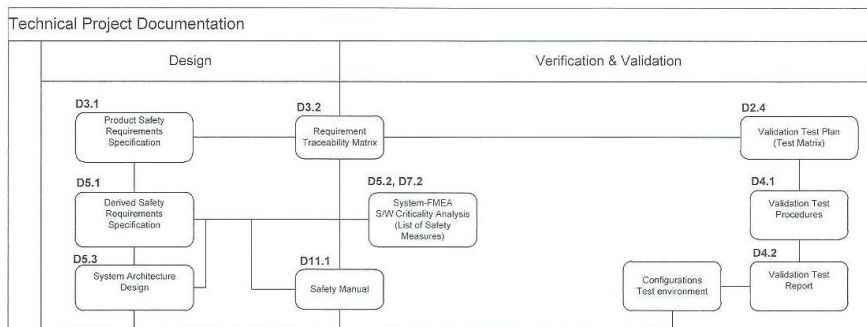 Technical Project Documentation
Design
Verification & Validation
D3.1
Product Safety
Requirements
Specification
D3.2
Requirement
Traceability Matrix
D2.4
Validation Test Plan
(Test Matrix)
D5.1
Derived Safety
Requirements
Specification
D5.2, D7.2
System-FMEA
S/W Criticality Analysis
(List of Safety
Measures)
D4.1
Validation Test
Procedures
D5.3
System Architecture
Design
D11.1
Safety Manual
Configurations
Test environment
D4.2
Validation Test
Report